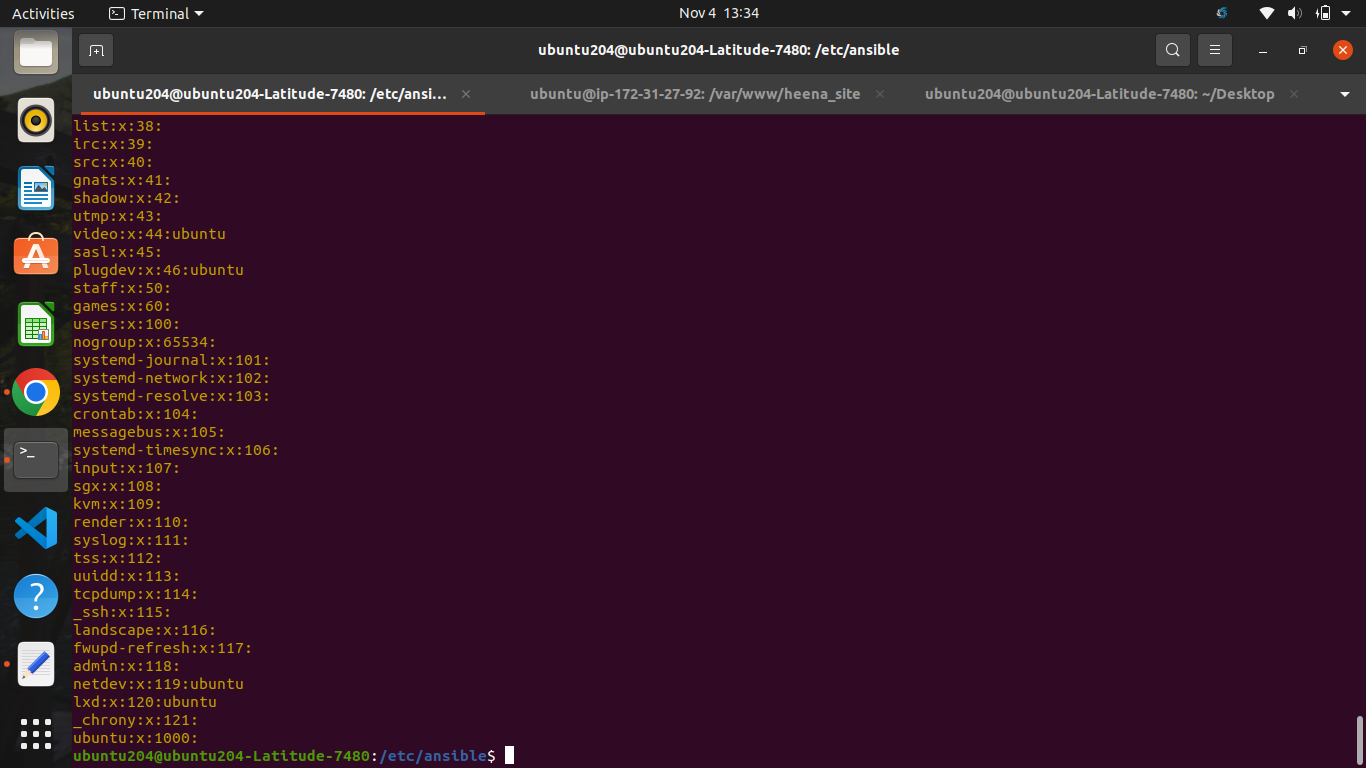 Activities
Terminal
Nov 4 13:34
ubuntu204@ubuntu204-Latitude-7480: /etc/ansible
ubuntu204@ubuntu204-Latitude-7480: /etc/ansi...
ubuntu@ip-172-31-27-92: /var/www/heena_site
ubuntu204@ubuntu204-Latitude-7480: ~/Desktop
list:x:38:
irc:x:39:
src:x:40:
gnats:x:41:
shadow:x:42:
utmp:x:43:
video:x:44:ubuntu
sasl:x:45:
plugdev:x:46:ubuntu
staff:x:50:
games:x:60:
users:x:100:
nogroup:x:65534:
systemd-journal:x:101:
systemd-network:x:102:
systemd-resolve:x:103:
crontab:x:104:
messagebus:x:105:
systemd-timesync:x:106:
input:x:107:
sgx:x:108:
kvm:x:109:
render:x:110:
syslog:x:111:
tss:x:112:
uuidd:x:113:
tcpdump:x:114:
_ssh:x:115:
landscape:x:116:
fwupd-refresh:x:117:
admin:x:118:
netdev:x:119:ubuntu
lxd:x:120:ubuntu
_chrony:x:121:
ubuntu:x:1000:
ubuntu204@ubuntu204-Latitude-7480:/etc/ansible$